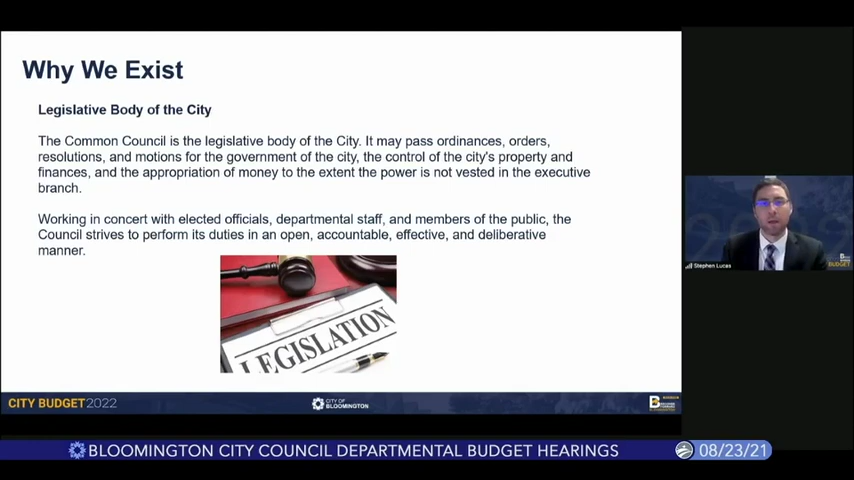 Why We Exist
Legislative Body of the City
The Common Council is the legislative body of the City. It may pass ordinances, orders,
resolutions, and motions for the government of the city, the control of the city's property and
finances, and the appropriation of money to the extent the power is not vested in the executive
branch.
Working in concert with elected officials, departmental staff, and members of the public, the
Council strives to perform its duties in an open, accountable, effective, and deliberative
manner.
LEGISLATION
Stephen Lucas
BUDGET
CITY BUDGET2022
CITY OF
BLOOMINGTON
B
BLOOMINGTON CITY COUNCIL DEPARTMENTAL BUDGET HEARINGS
08/23/21